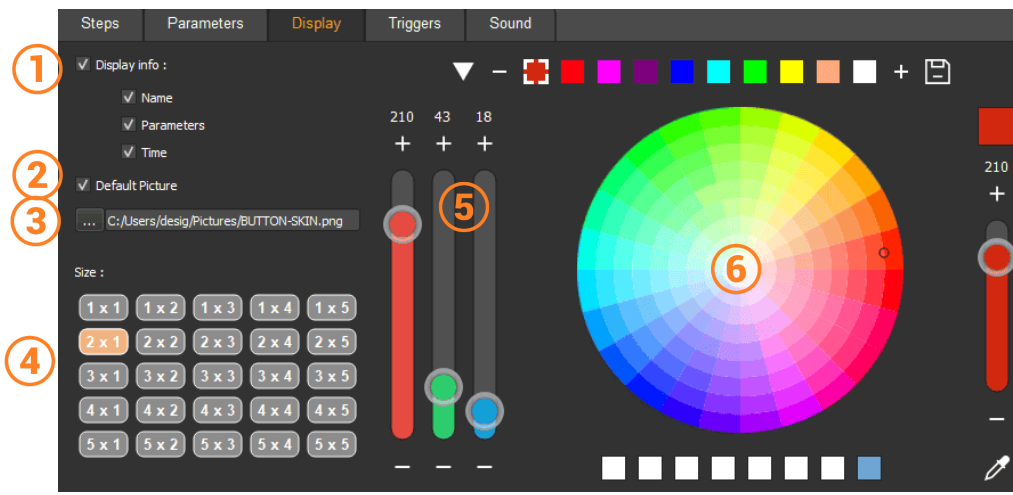 Steps Parameters Display Triggers Sound
1 Display info :
Name
Parameters
Time
2 Default Picture
3 ... C:/Users/desig/Pictures/BUTTON-SKIN.png
Size :
4
1 x 1 1 x 2 1 x 3 1 x 4 1 x 5
2 x 1 2 x 2 2 x 3 2 x 4 2 x 5
3 x 1 3 x 2 3 x 3 3 x 4 3 x 5
4 x 1 4 x 2 4 x 3 4 x 4 4 x 5
5 x 1 5 x 2 5 x 3 5 x 4 5 x 5
210 43 18
+ + +
5
− − −
− +
6
210
+
−